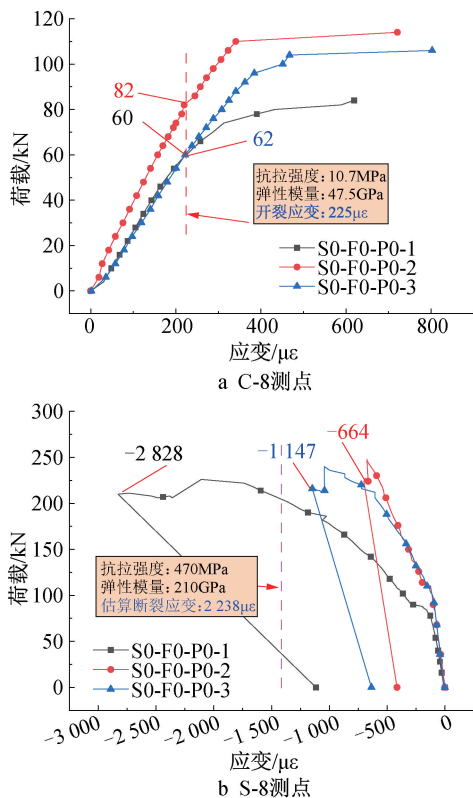 120
100
80
60
40
20
0
荷载/kN
82
60
62
抗拉强度:10.7MPa
弹性模量:47.5GPa
开裂应变:225με
S0-F0-P0-1
S0-F0-P0-2
S0-F0-P0-3
0 200 400 600 800
应变/με
a C-8测点
300
250
200
150
100
50
0
荷载/kN
−2 828
−1 147
−664
抗拉强度:470MPa
弹性模量:210GPa
估算断裂应变:2 238με
S0-F0-P0-1
S0-F0-P0-2
S0-F0-P0-3
−3 000 −2 500 −2 000 −1 500 −1 000 −500 0
应变/με
b S-8测点